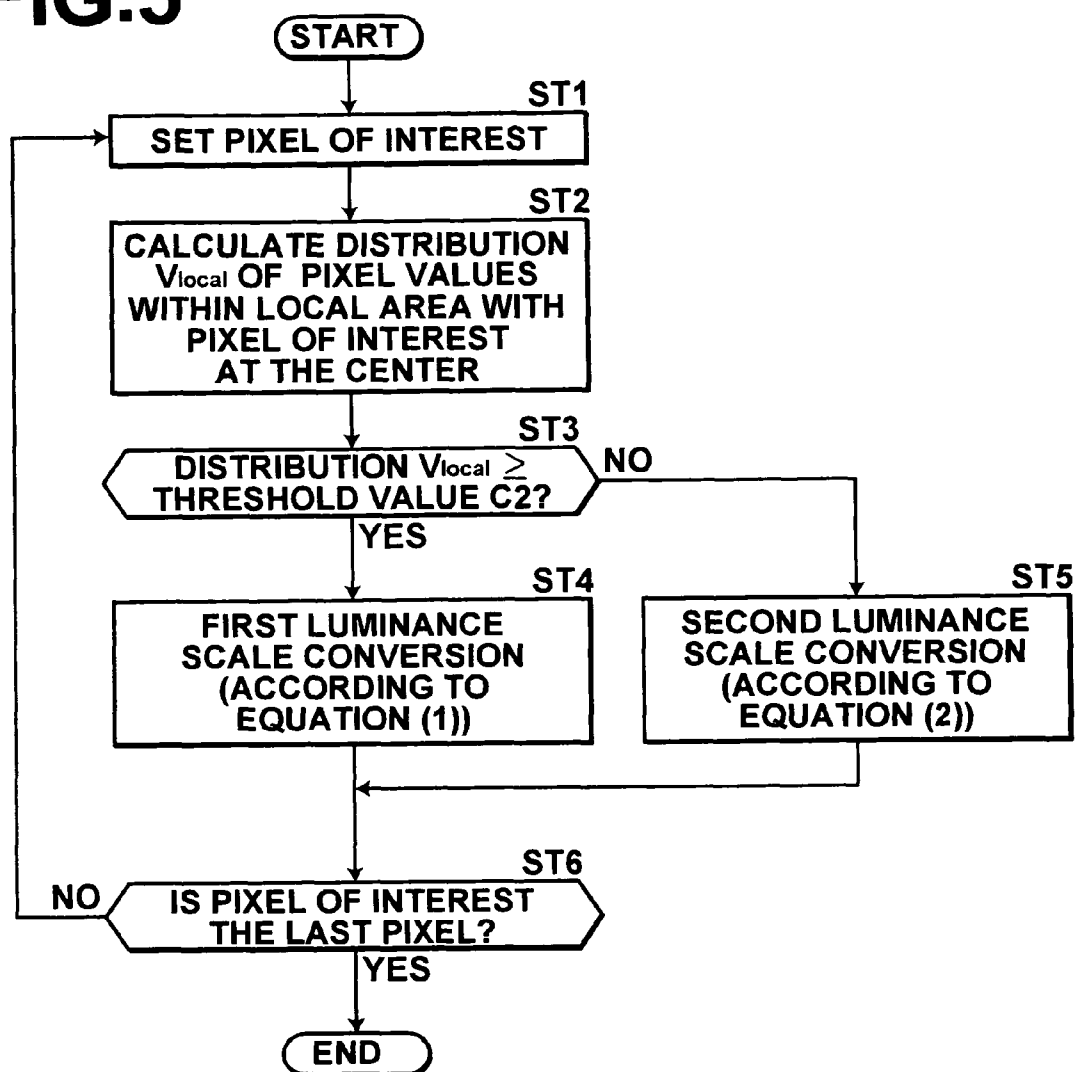 FIG.5
START
ST1
SET PIXEL OF INTEREST
ST2
CALCULATE DISTRIBUTION
Vlocal OF PIXEL VALUES
WITHIN LOCAL AREA WITH
PIXEL OF INTEREST
AT THE CENTER
ST3
DISTRIBUTION Vlocal ≥
THRESHOLD VALUE C2?
NO
YES
ST4
FIRST LUMINANCE
SCALE CONVERSION
(ACCORDING TO
EQUATION (1))
ST5
SECOND LUMINANCE
SCALE CONVERSION
(ACCORDING TO
EQUATION (2))
ST6
NO
IS PIXEL OF INTEREST
THE LAST PIXEL?
YES
END